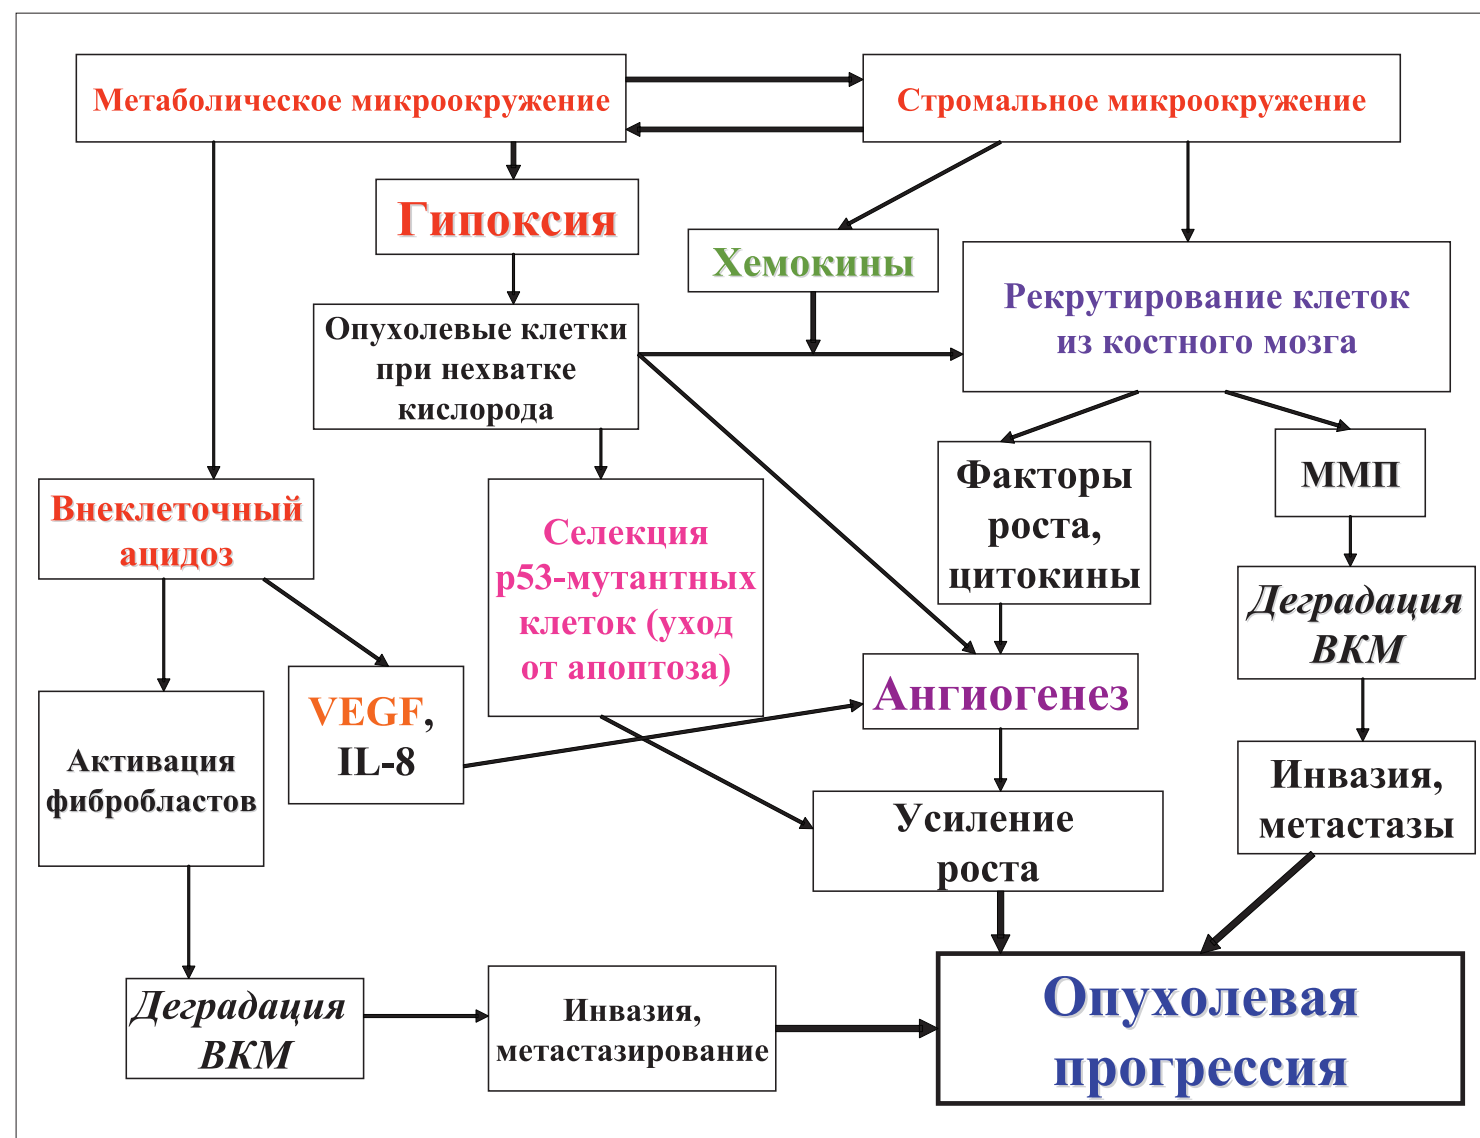 Метаболическое микроокружение
Стромальное микроокружение
Гипоксия
Хемокины
Рекрутирование клеток
из костного мозга
Опухолевые клетки
при нехватке
кислорода
Внеклеточный
ацидоз
Селекция
p53-мутантных
клеток (уход
от апоптоза)
Факторы
роста,
цитокины
ММП
Деградация
ВКМ
Активация
фибробластов
VEGF,
IL-8
Ангиогенез
Инвазия,
метастазы
Усиление
роста
Деградация
ВКМ
Инвазия,
метастазирование
Опухолевая
прогрессия